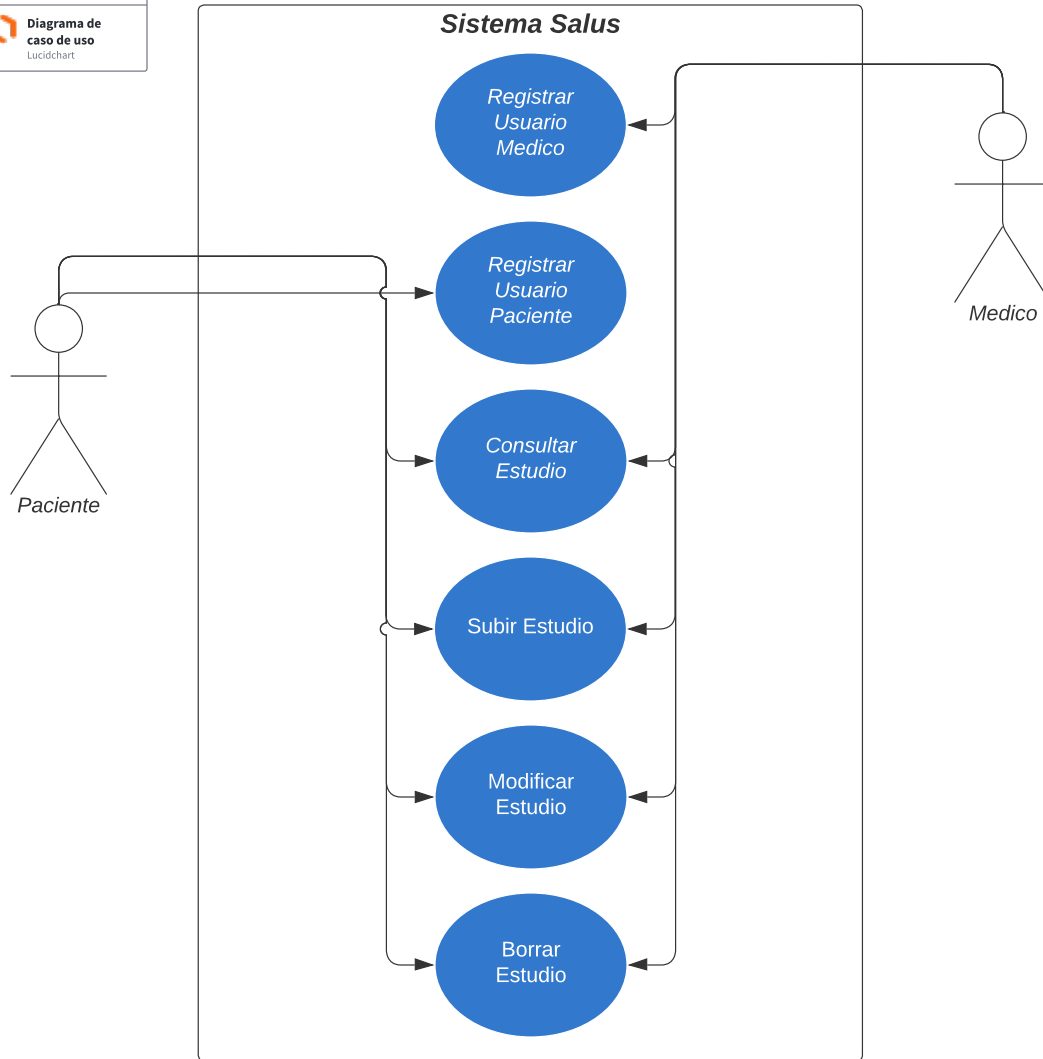 Diagrama de
caso de uso
Lucidchart
Sistema Salus
Registrar
Usuario
Medico
Registrar
Usuario
Paciente
Medico
Consultar
Estudio
Paciente
Subir Estudio
Modificar
Estudio
Borrar
Estudio